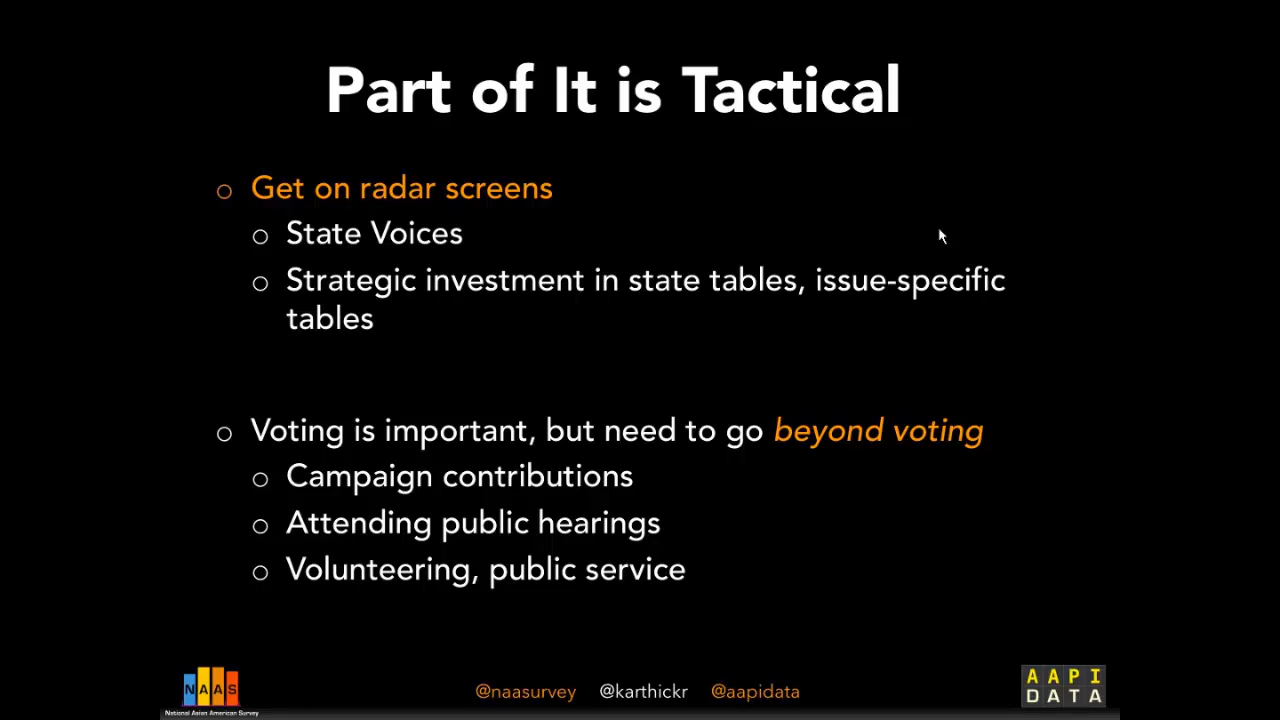 Part of It is Tactical
Get on radar screens
State Voices
Strategic investment in state tables, issue-specific
tables
Voting is important, but need to go beyond voting
Campaign contributions
Attending public hearings
Volunteering, public service
NAAS
National Asian American Survey
@naasurvey @karthickr @aapidata
AAPI
DATA